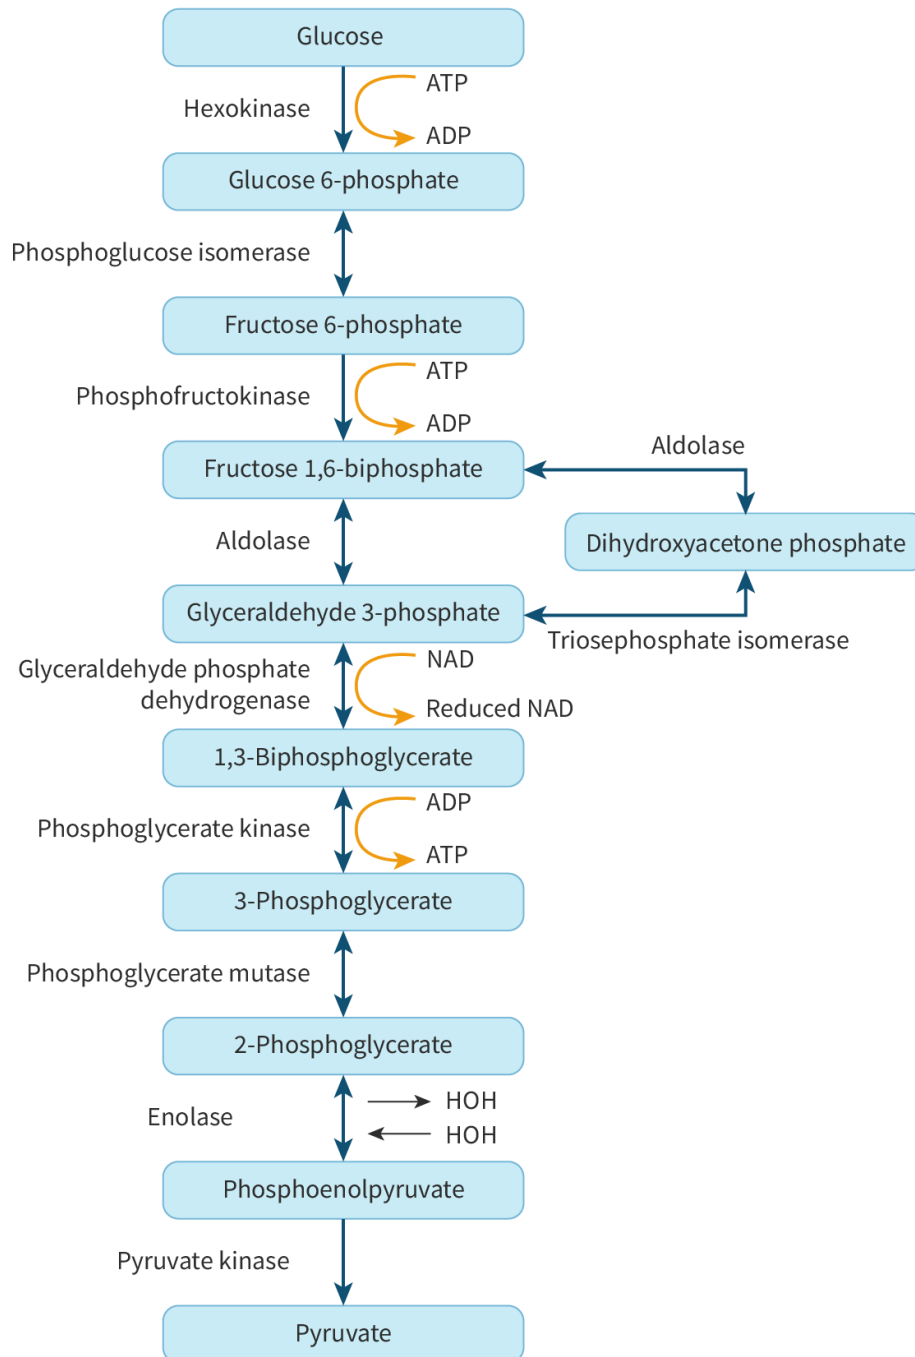 Glucose
ATP
Hexokinase
ADP
Glucose 6-phosphate
Phosphoglucose isomerase
Fructose 6-phosphate
ATP
Phosphofructokinase
ADP
Fructose 1,6-biphosphate
Aldolase
Aldolase
Dihydroxyacetone phosphate
Glyceraldehyde 3-phosphate
Triosephosphate isomerase
Glyceraldehyde phosphate
dehydrogenase
NAD
Reduced NAD
1,3-Biphosphoglycerate
ADP
Phosphoglycerate kinase
ATP
3-Phosphoglycerate
Phosphoglycerate mutase
2-Phosphoglycerate
Enolase
HOH
HOH
Phosphoenolpyruvate
Pyruvate kinase
Pyruvate